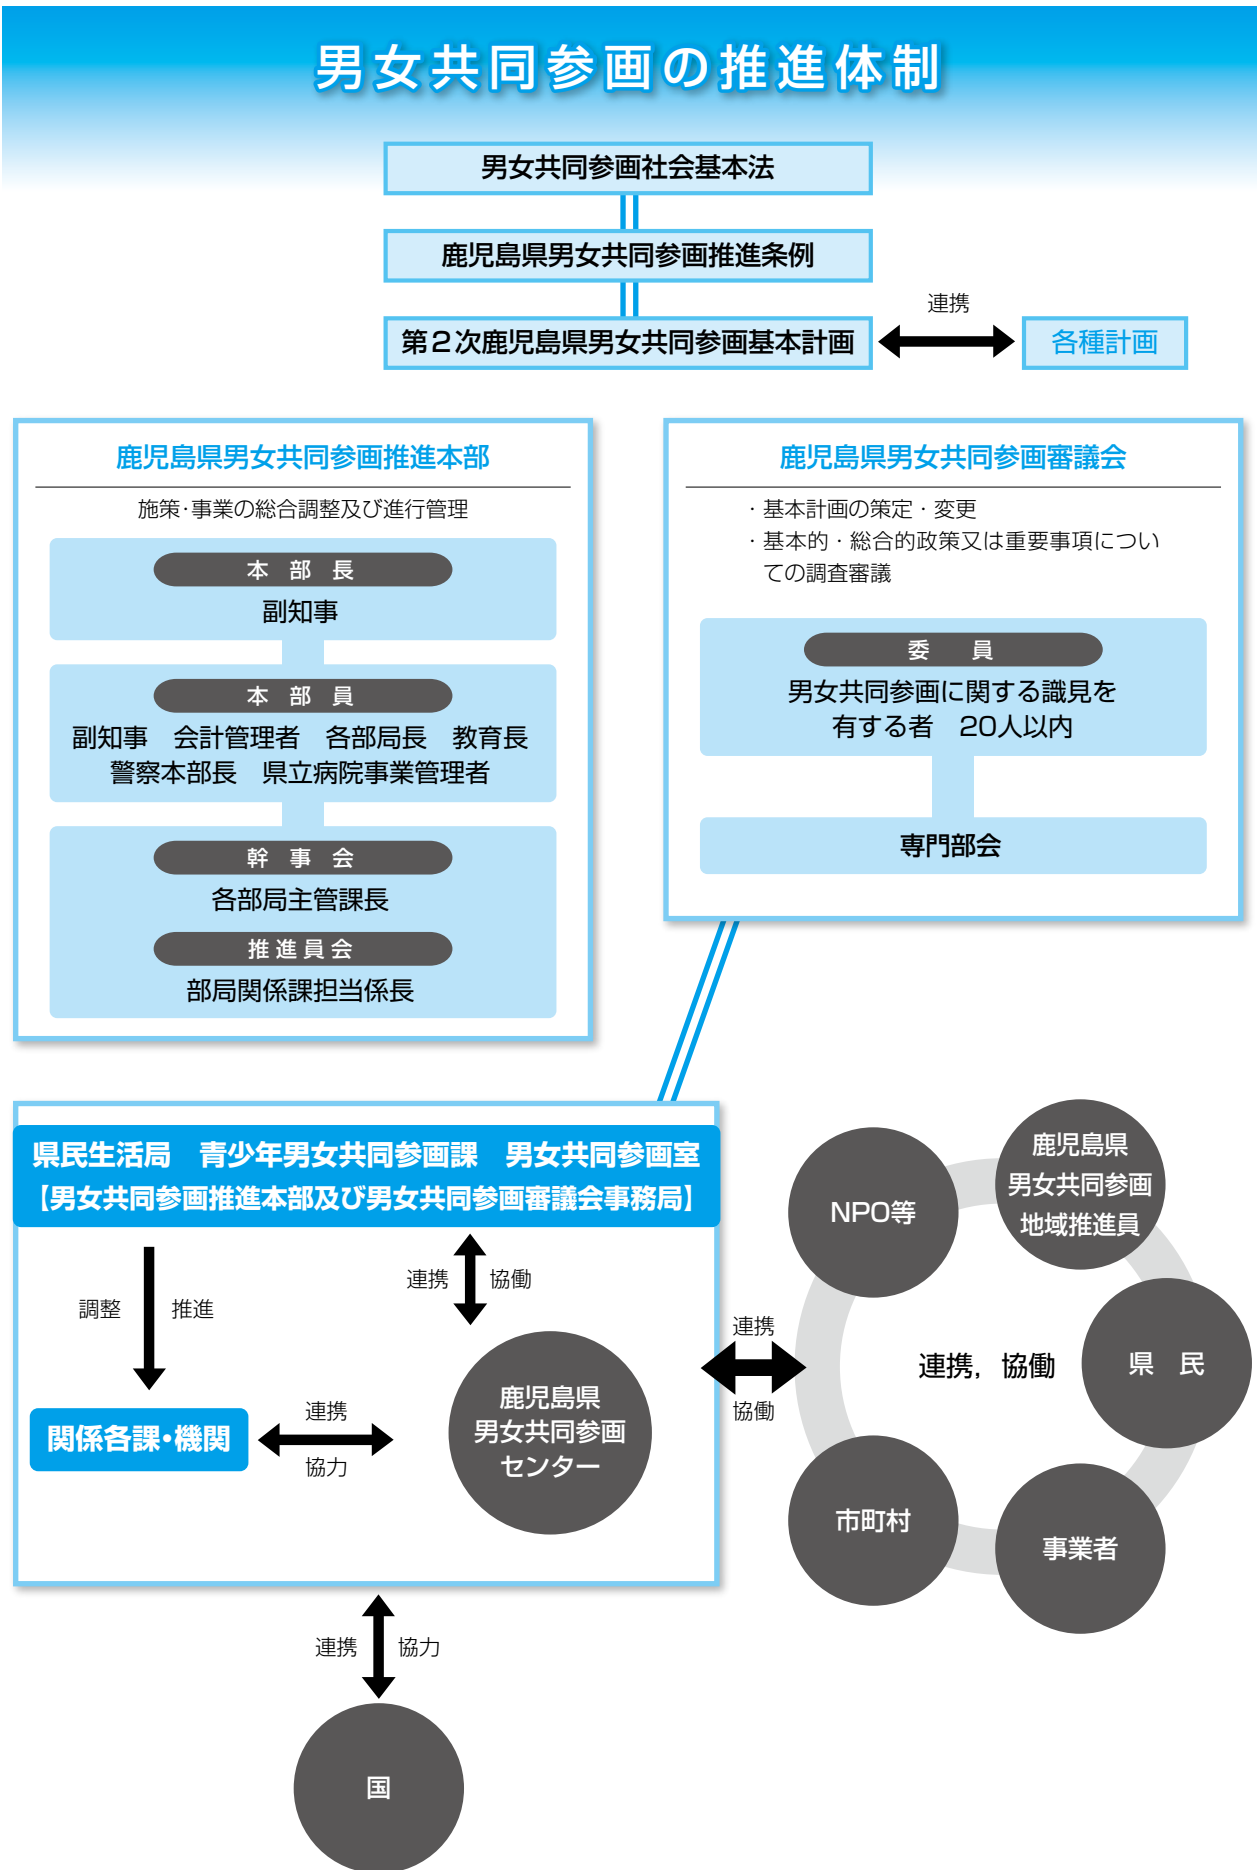 男女共同参画の推進体制
男女共同参画社会基本法
鹿児島県男女共同参画推進条例
第2次鹿児島県男女共同参画基本計画
連携
各種計画
鹿児島県男女共同参画推進本部
施策・事業の総合調整及び進行管理
本部長
副知事
本部員
副知事　会計管理者　各部局長　教育長
警察本部長　県立病院事業管理者
幹事会
各部局主管課長
推進員会
部局関係課担当係長
鹿児島県男女共同参画審議会
・基本計画の策定・変更
・基本的・総合的政策又は重要事項につい
ての調査審議
委員
男女共同参画に関する識見を
有する者　20人以内
専門部会
県民生活局　青少年男女共同参画課　男女共同参画室
【男女共同参画推進本部及び男女共同参画審議会事務局】
調整　推進
連携　協働
関係各課・機関
連携
協力
鹿児島県
男女共同参画
センター
連携
協働
NPO等
鹿児島県
男女共同参画
地域推進員
連携，協働
県　民
市町村
事業者
連携　協力
国